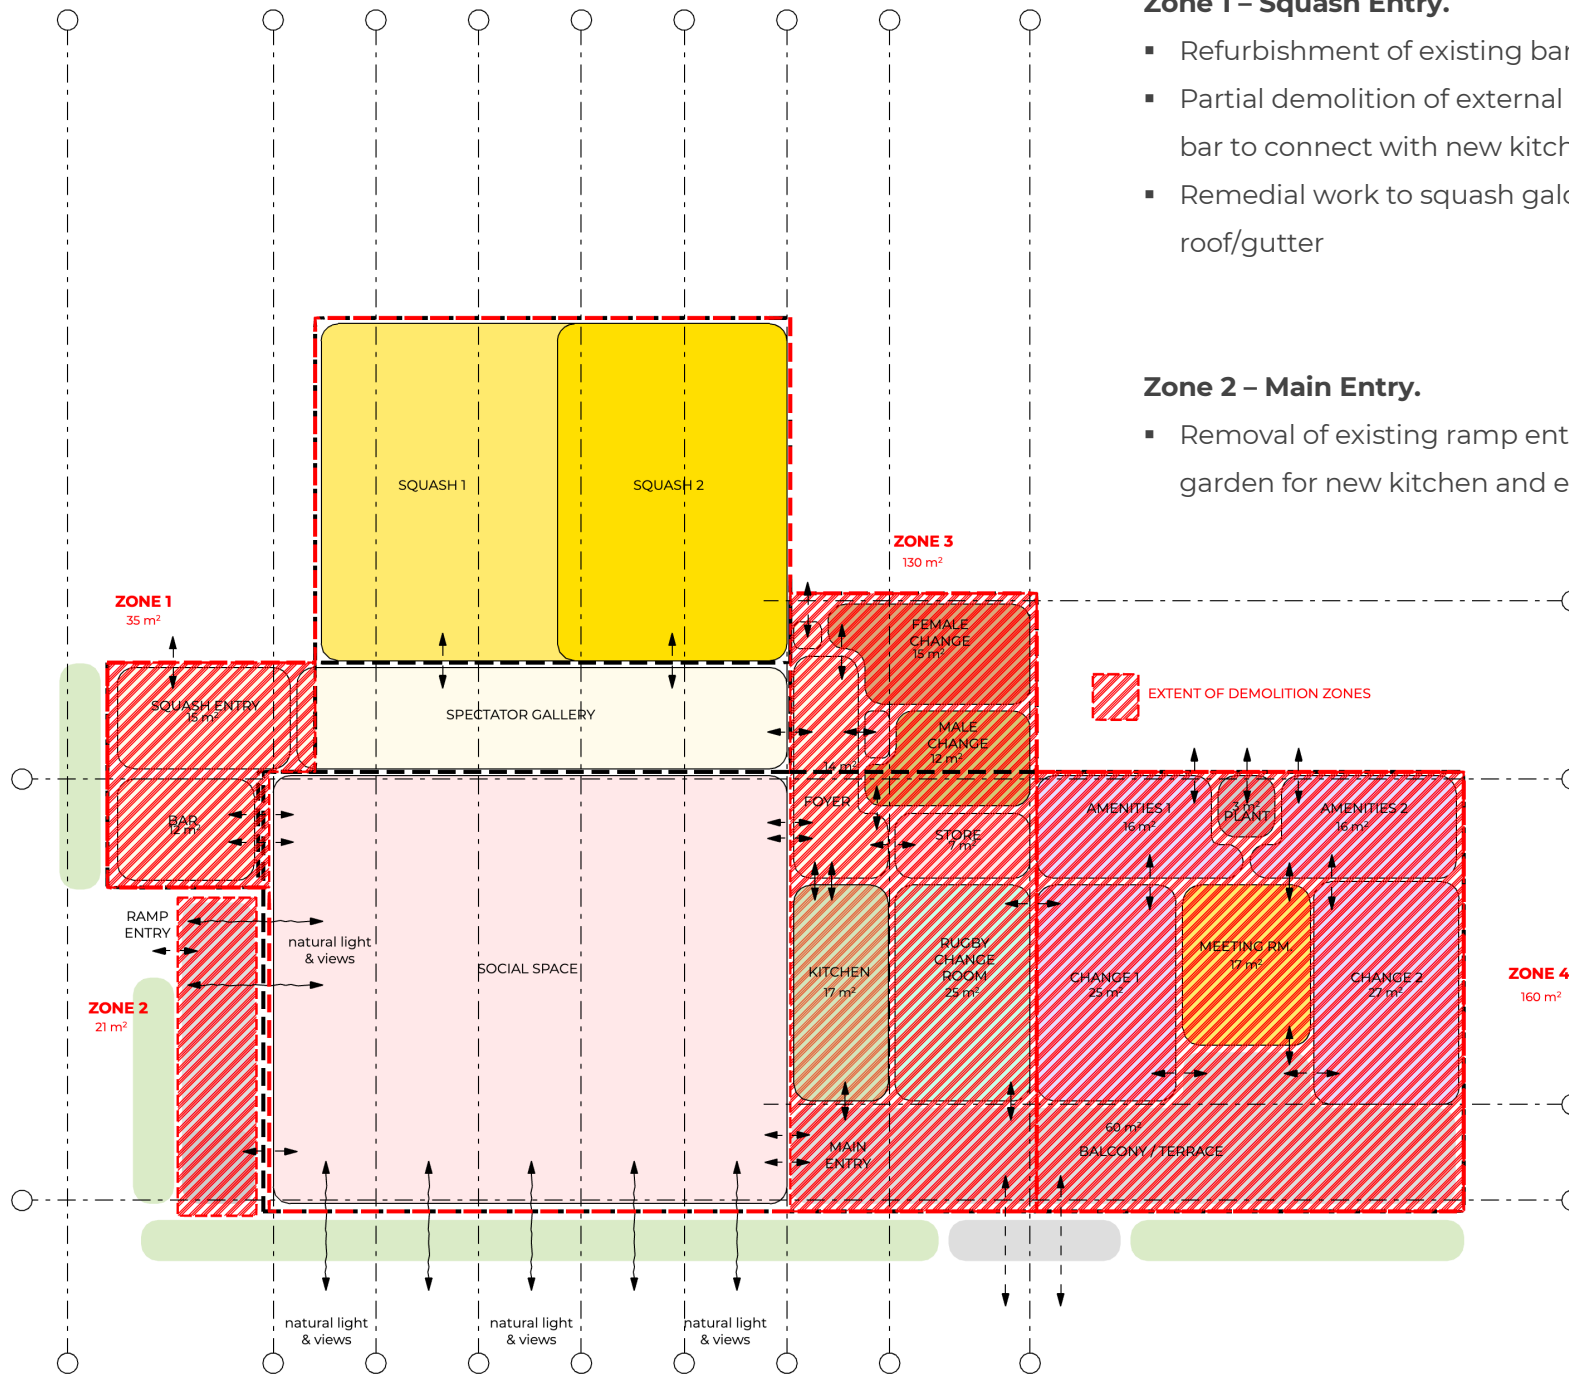 Zone 1 – Squash Entry.
▪ Refurbishment of existing bar
▪ Partial demolition of external
bar to connect with new kitch
▪ Remedial work to squash galc
roof/gutter
Zone 2 – Main Entry.
▪ Removal of existing ramp ent
garden for new kitchen and e
SQUASH 1
SQUASH 2
ZONE 3
130 m²
ZONE 1
35 m²
FEMALE
CHANGE
15 m²
EXTENT OF DEMOLITION ZONES
SQUASH ENTRY
15 m²
SPECTATOR GALLERY
MALE
CHANGE
12 m²
14 m²
FOYER
BAR
12 m²
STORE
7 m²
AMENITIES 1
16 m²
3 m²
PLANT
AMENITIES 2
16 m²
RAMP
ENTRY
natural light
& views
SOCIAL SPACE
KITCHEN
17 m²
RUGBY
CHANGE
ROOM
25 m²
CHANGE 1
25 m²
MEETING RM.
17 m²
CHANGE 2
27 m²
ZONE 4
160 m²
ZONE 2
21 m²
MAIN
ENTRY
60 m²
BALCONY / TERRACE
natural light
& views
natural light
& views
natural light
& views